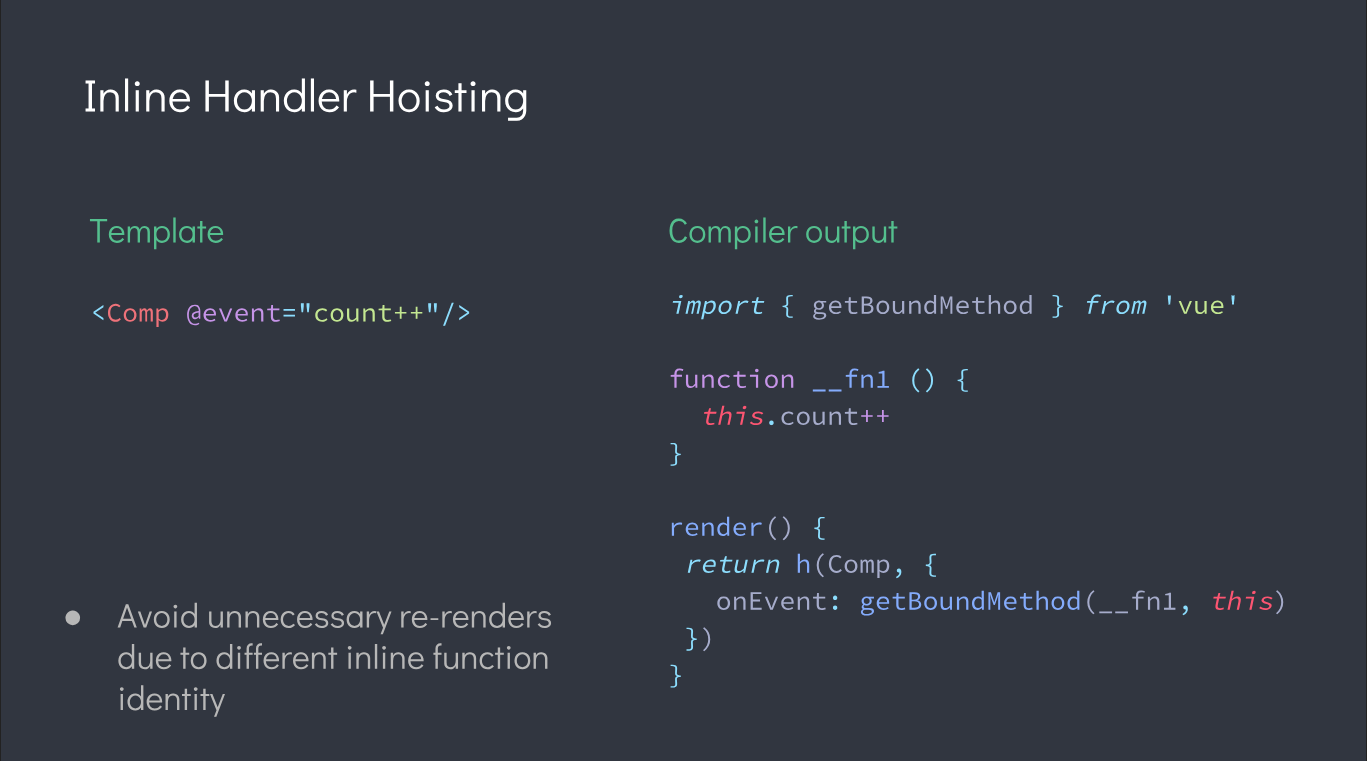 Inline Handler Hoisting
Template
<Comp @event="count++"/>
● Avoid unnecessary re-renders
due to different inline function
identity
Compiler output
import { getBoundMethod } from 'vue'
function __fn1 () {
  this.count++
}
render() {
 return h(Comp, {
   onEvent: getBoundMethod(__fn1, this)
 })
}